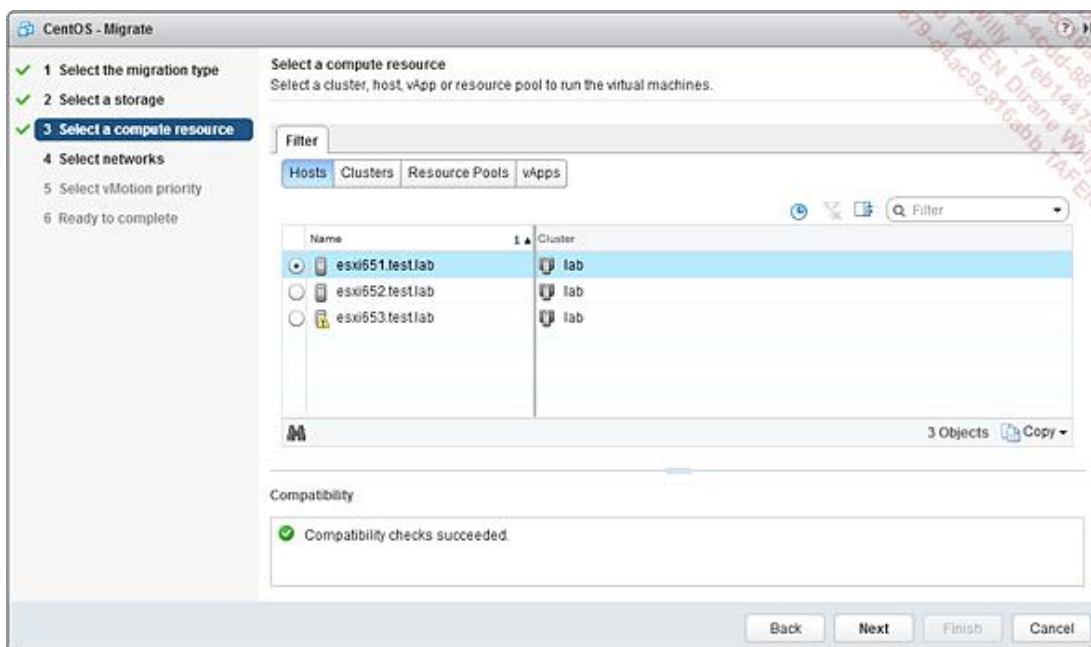 CentOS - Migrate
1 Select the migration type
2 Select a storage
3 Select a compute resource
4 Select networks
5 Select vMotion priority
6 Ready to complete
Select a compute resource
Select a cluster, host, vApp or resource pool to run the virtual machines.
Filter
Hosts Clusters Resource Pools vApps
Filter
Name 1 Cluster
esxi651.test.lab lab
esxi652.test.lab lab
esxi653.test.lab lab
3 Objects Copy
Compatibility
Compatibility checks succeeded.
Back Next Finish Cancel